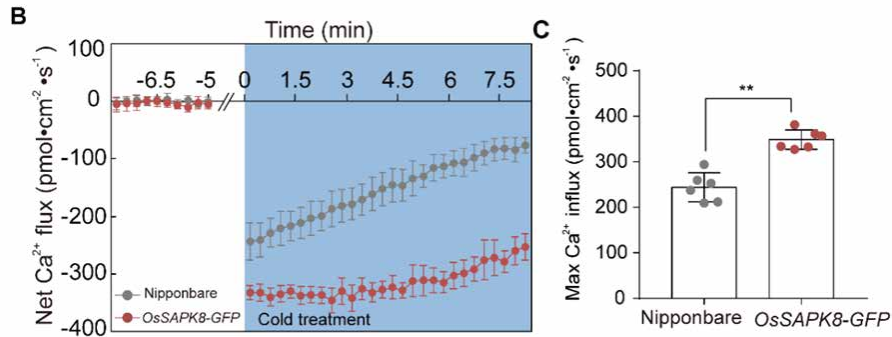 B
Time (min)
C
Net Ca²⁺ flux (pmol•cm⁻² •s⁻¹)
100
0
-100
-200
-300
-400
-6.5
-5
0
1.5
3
4.5
6
7.5
Nipponbare
OsSAPK8-GFP
Cold treatment
Max Ca²⁺ influx (pmol•cm⁻² •s⁻¹)
500
400
300
200
100
0
**
Nipponbare
OsSAPK8-GFP